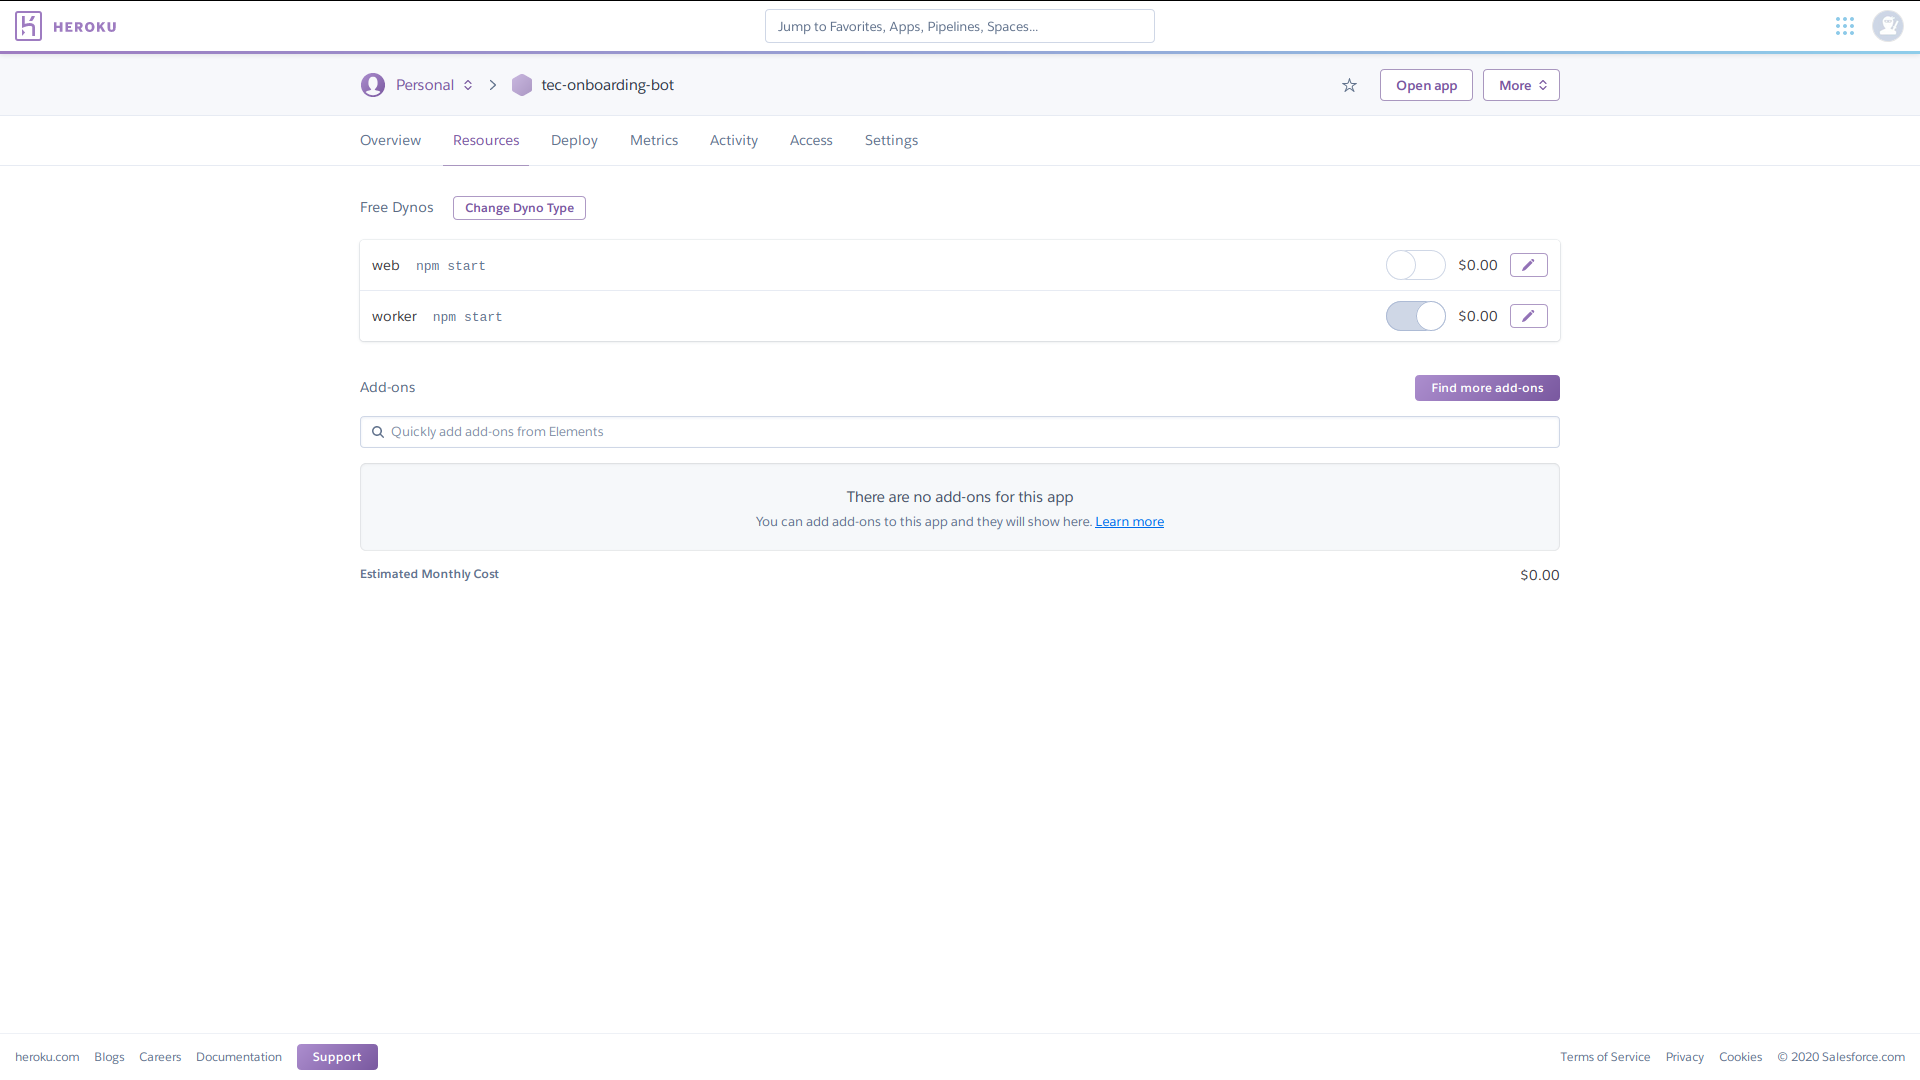 HEROKU
Jump to Favorites, Apps, Pipelines, Spaces...
Personal tec-onboarding-bot
Open app
More
Overview Resources Deploy Metrics Activity Access Settings
Free Dynos Change Dyno Type
web npm start $0.00
worker npm start $0.00
Add-ons Find more add-ons
Quickly add add-ons from Elements
There are no add-ons for this app
You can add add-ons to this app and they will show here. Learn more
Estimated Monthly Cost $0.00
heroku.com Blogs Careers Documentation Support Terms of Service Privacy Cookies © 2020 Salesforce.com